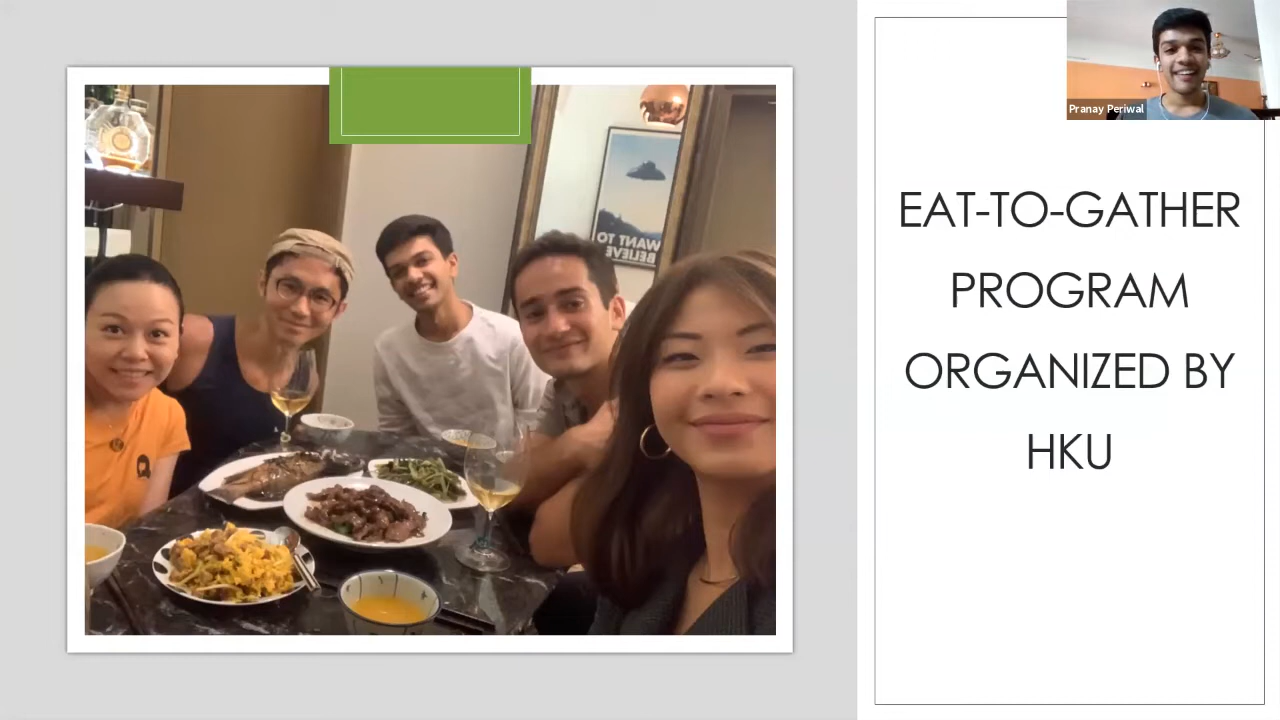 Pranay Periwal
EAT-TO-GATHER
PROGRAM
ORGANIZED BY
HKU
WANT TO
BELIEVE